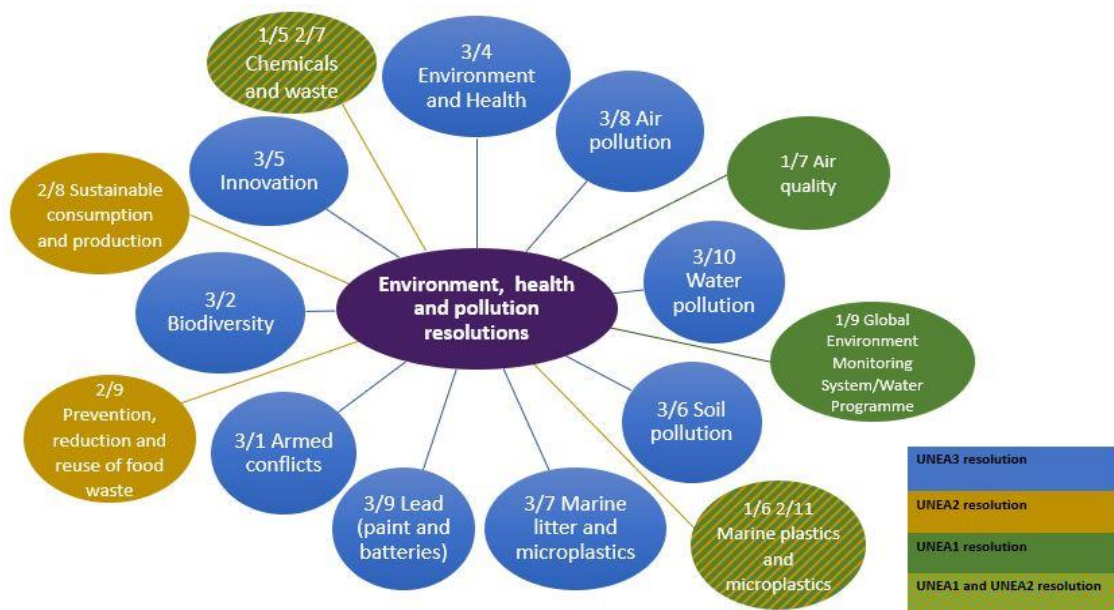 1/5 2/7
Chemicals
and waste
3/4
Environment
and Health
3/8 Air
pollution
1/7 Air
quality
3/5
Innovation
2/8 Sustainable
consumption
and production
3/10
Water
pollution
Environment, health
and pollution
resolutions
3/2
Biodiversity
1/9 Global
Environment
Monitoring
System/Water
Programme
2/9
Prevention,
reduction and
reuse of food
waste
3/1 Armed
conflicts
3/6 Soil
pollution
3/9 Lead
(paint and
batteries)
3/7 Marine
litter and
microplastics
1/6 2/11
Marine plastics
and
microplastics
UNEA3 resolution
UNEA2 resolution
UNEA1 resolution
UNEA1 and UNEA2 resolution